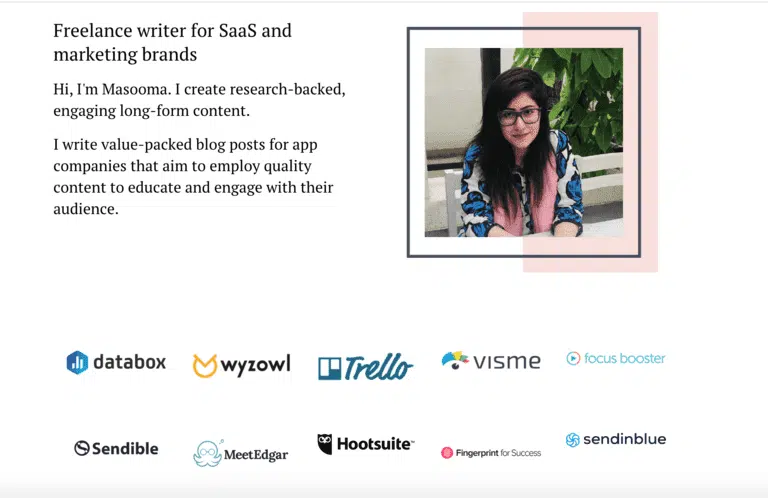 Freelance writer for SaaS and
marketing brands
Hi, I'm Masooma. I create research-backed,
engaging long-form content.
I write value-packed blog posts for app
companies that aim to employ quality
content to educate and engage with their
audience.
databox
wyzowl
Trello
VISME
focus booster
Sendible
MeetEdgar
Hootsuite™
Fingerprint for Success
sendinblue